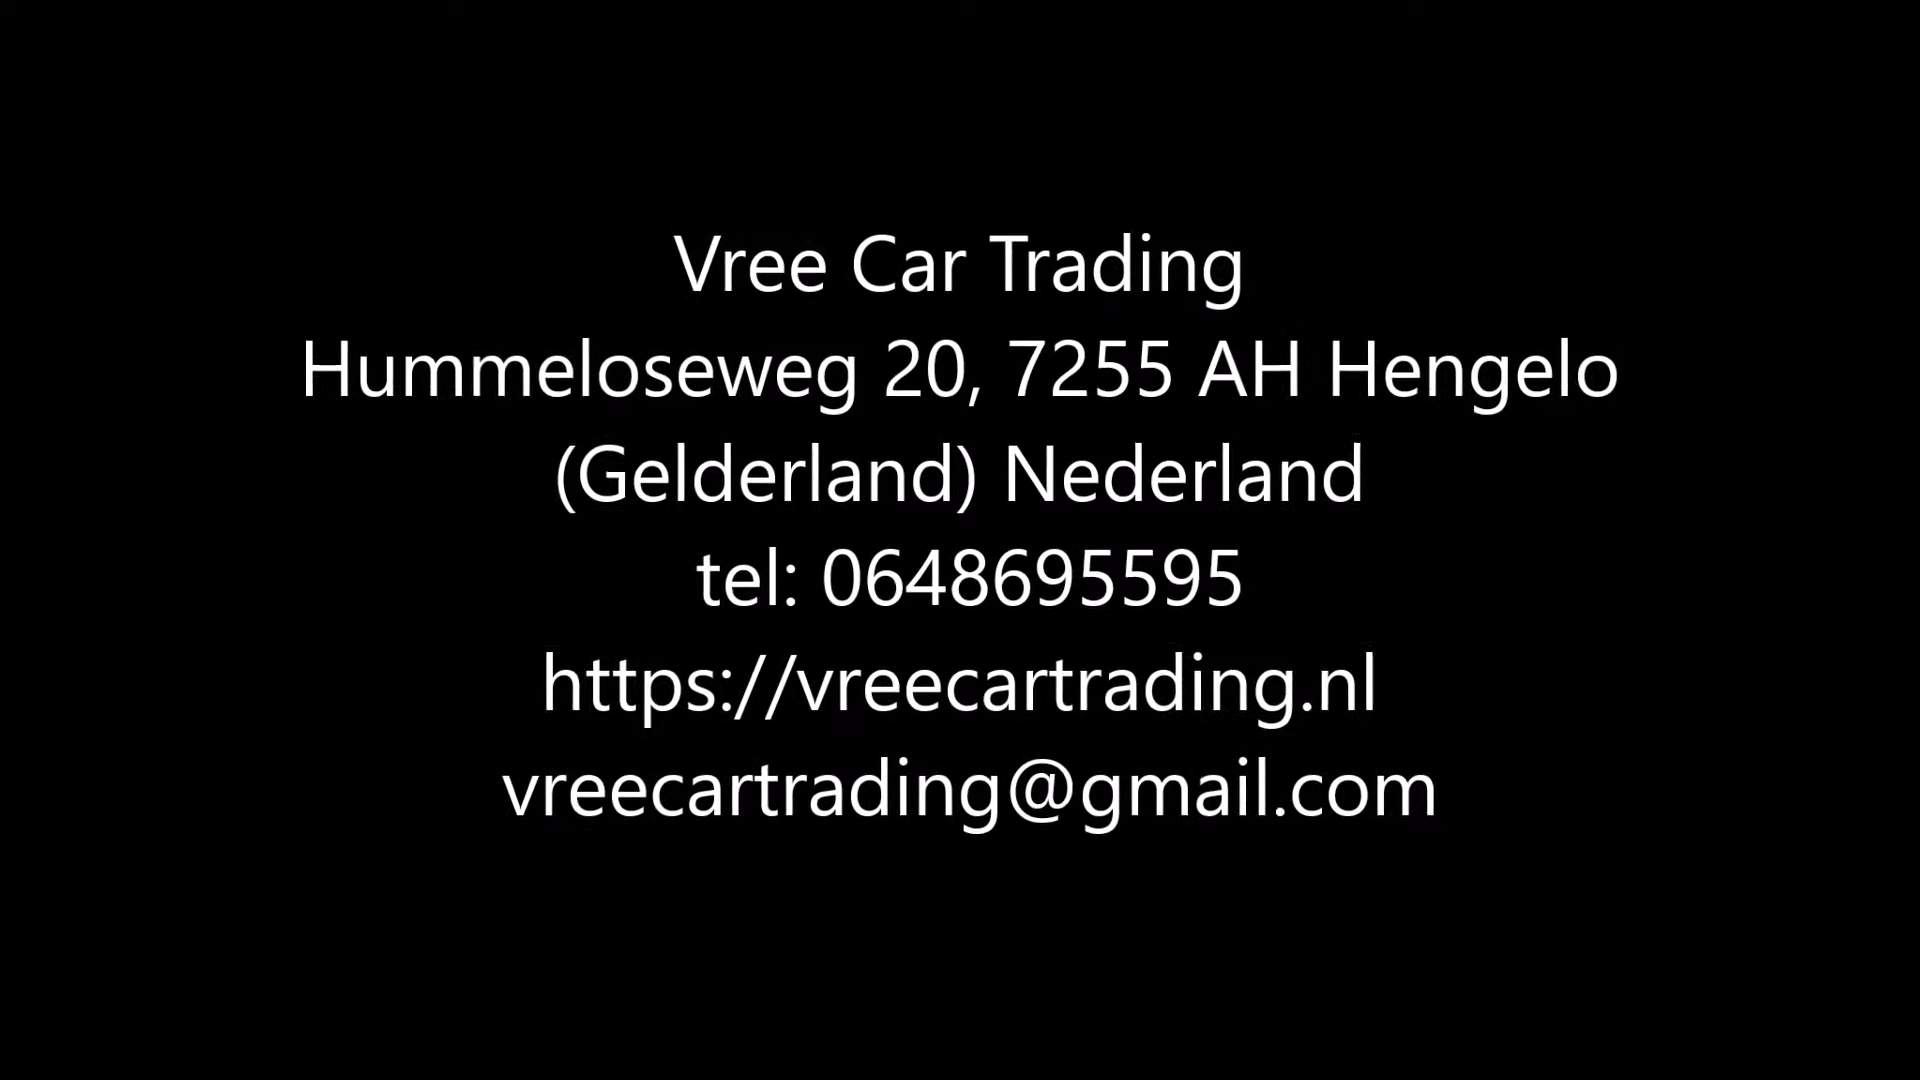 Vree Car Trading
Hummeloseweg 20, 7255 AH Hengelo
(Gelderland) Nederland
tel: 0648695595
https://vreecartrading.nl
vreecartrading@gmail.com